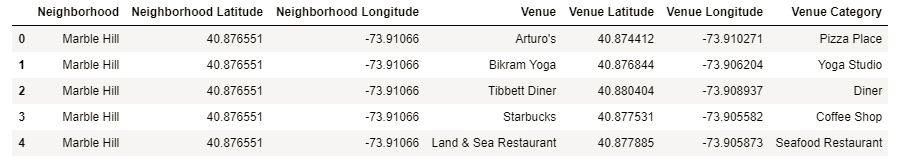 Neighborhood Neighborhood Latitude Neighborhood Longitude Venue Venue Latitude Venue Longitude Venue Category
0 Marble Hill 40.876551 -73.91066 Arturo's 40.874412 -73.910271 Pizza Place
1 Marble Hill 40.876551 -73.91066 Bikram Yoga 40.876844 -73.906204 Yoga Studio
2 Marble Hill 40.876551 -73.91066 Tibbett Diner 40.880404 -73.908937 Diner
3 Marble Hill 40.876551 -73.91066 Starbucks 40.877531 -73.905582 Coffee Shop
4 Marble Hill 40.876551 -73.91066 Land & Sea Restaurant 40.877885 -73.905873 Seafood Restaurant